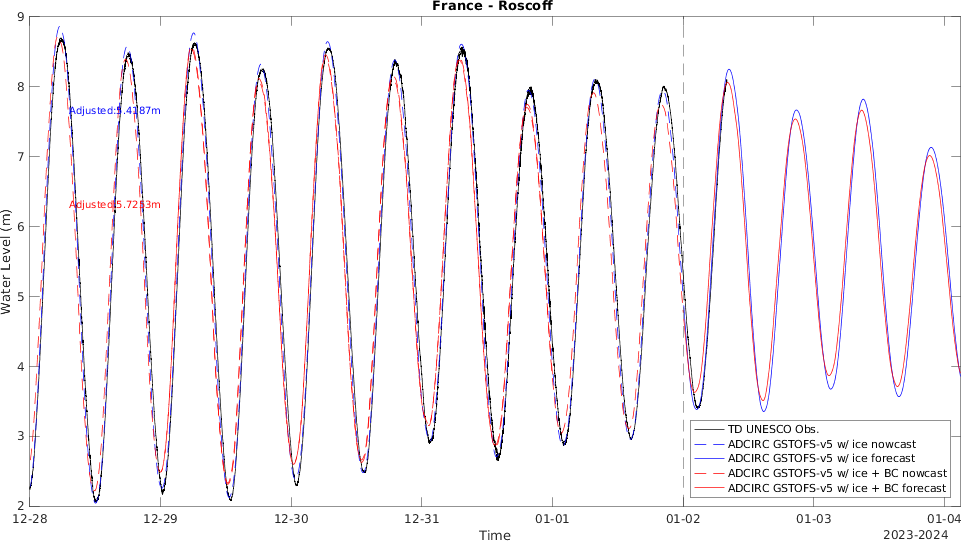 France - Roscoff
9
8
7
6
5
4
3
2
Water Level (m)
Adjusted:5.4187m
Adjusted:5.7253m
TD UNESCO Obs.
ADCIRC GSTOFS-v5 w/ ice nowcast
ADCIRC GSTOFS-v5 w/ ice forecast
ADCIRC GSTOFS-v5 w/ ice + BC nowcast
ADCIRC GSTOFS-v5 w/ ice + BC forecast
12-28 12-29 12-30 12-31 01-01 01-02 01-03 01-04
Time
2023-2024